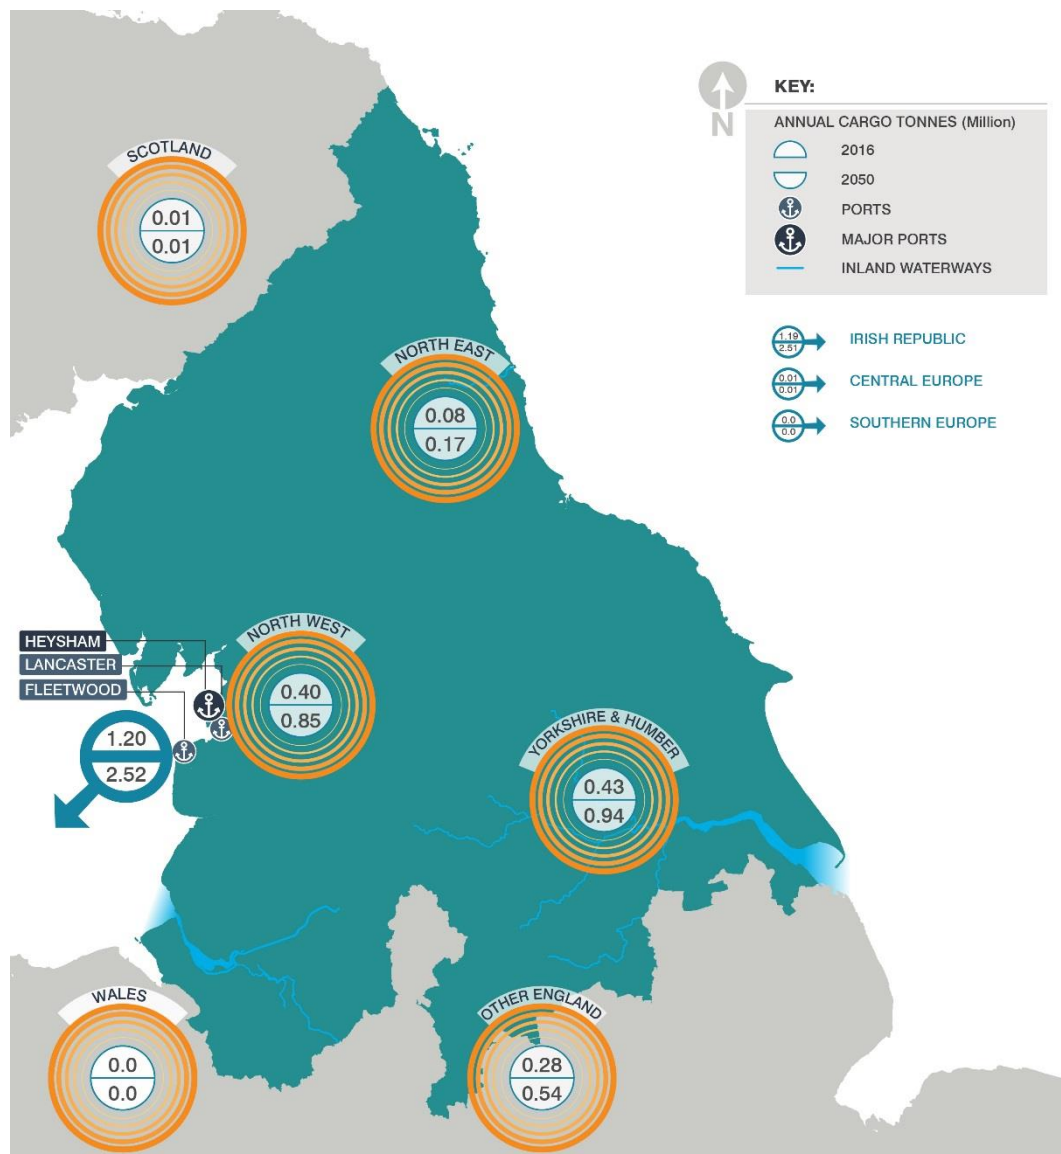 KEY:
N
ANNUAL CARGO TONNES (Million)
2016
2050
PORTS
MAJOR PORTS
INLAND WATERWAYS
1.19
2.51
IRISH REPUBLIC
0.01
0.01
CENTRAL EUROPE
0.0
0.0
SOUTHERN EUROPE
SCOTLAND
0.01
0.01
NORTH EAST
0.08
0.17
HEYSHAM
LANCASTER
FLEETWOOD
NORTH WEST
0.40
0.85
1.20
2.52
YORKSHIRE & HUMBER
0.43
0.94
WALES
0.0
0.0
OTHER ENGLAND
0.28
0.54